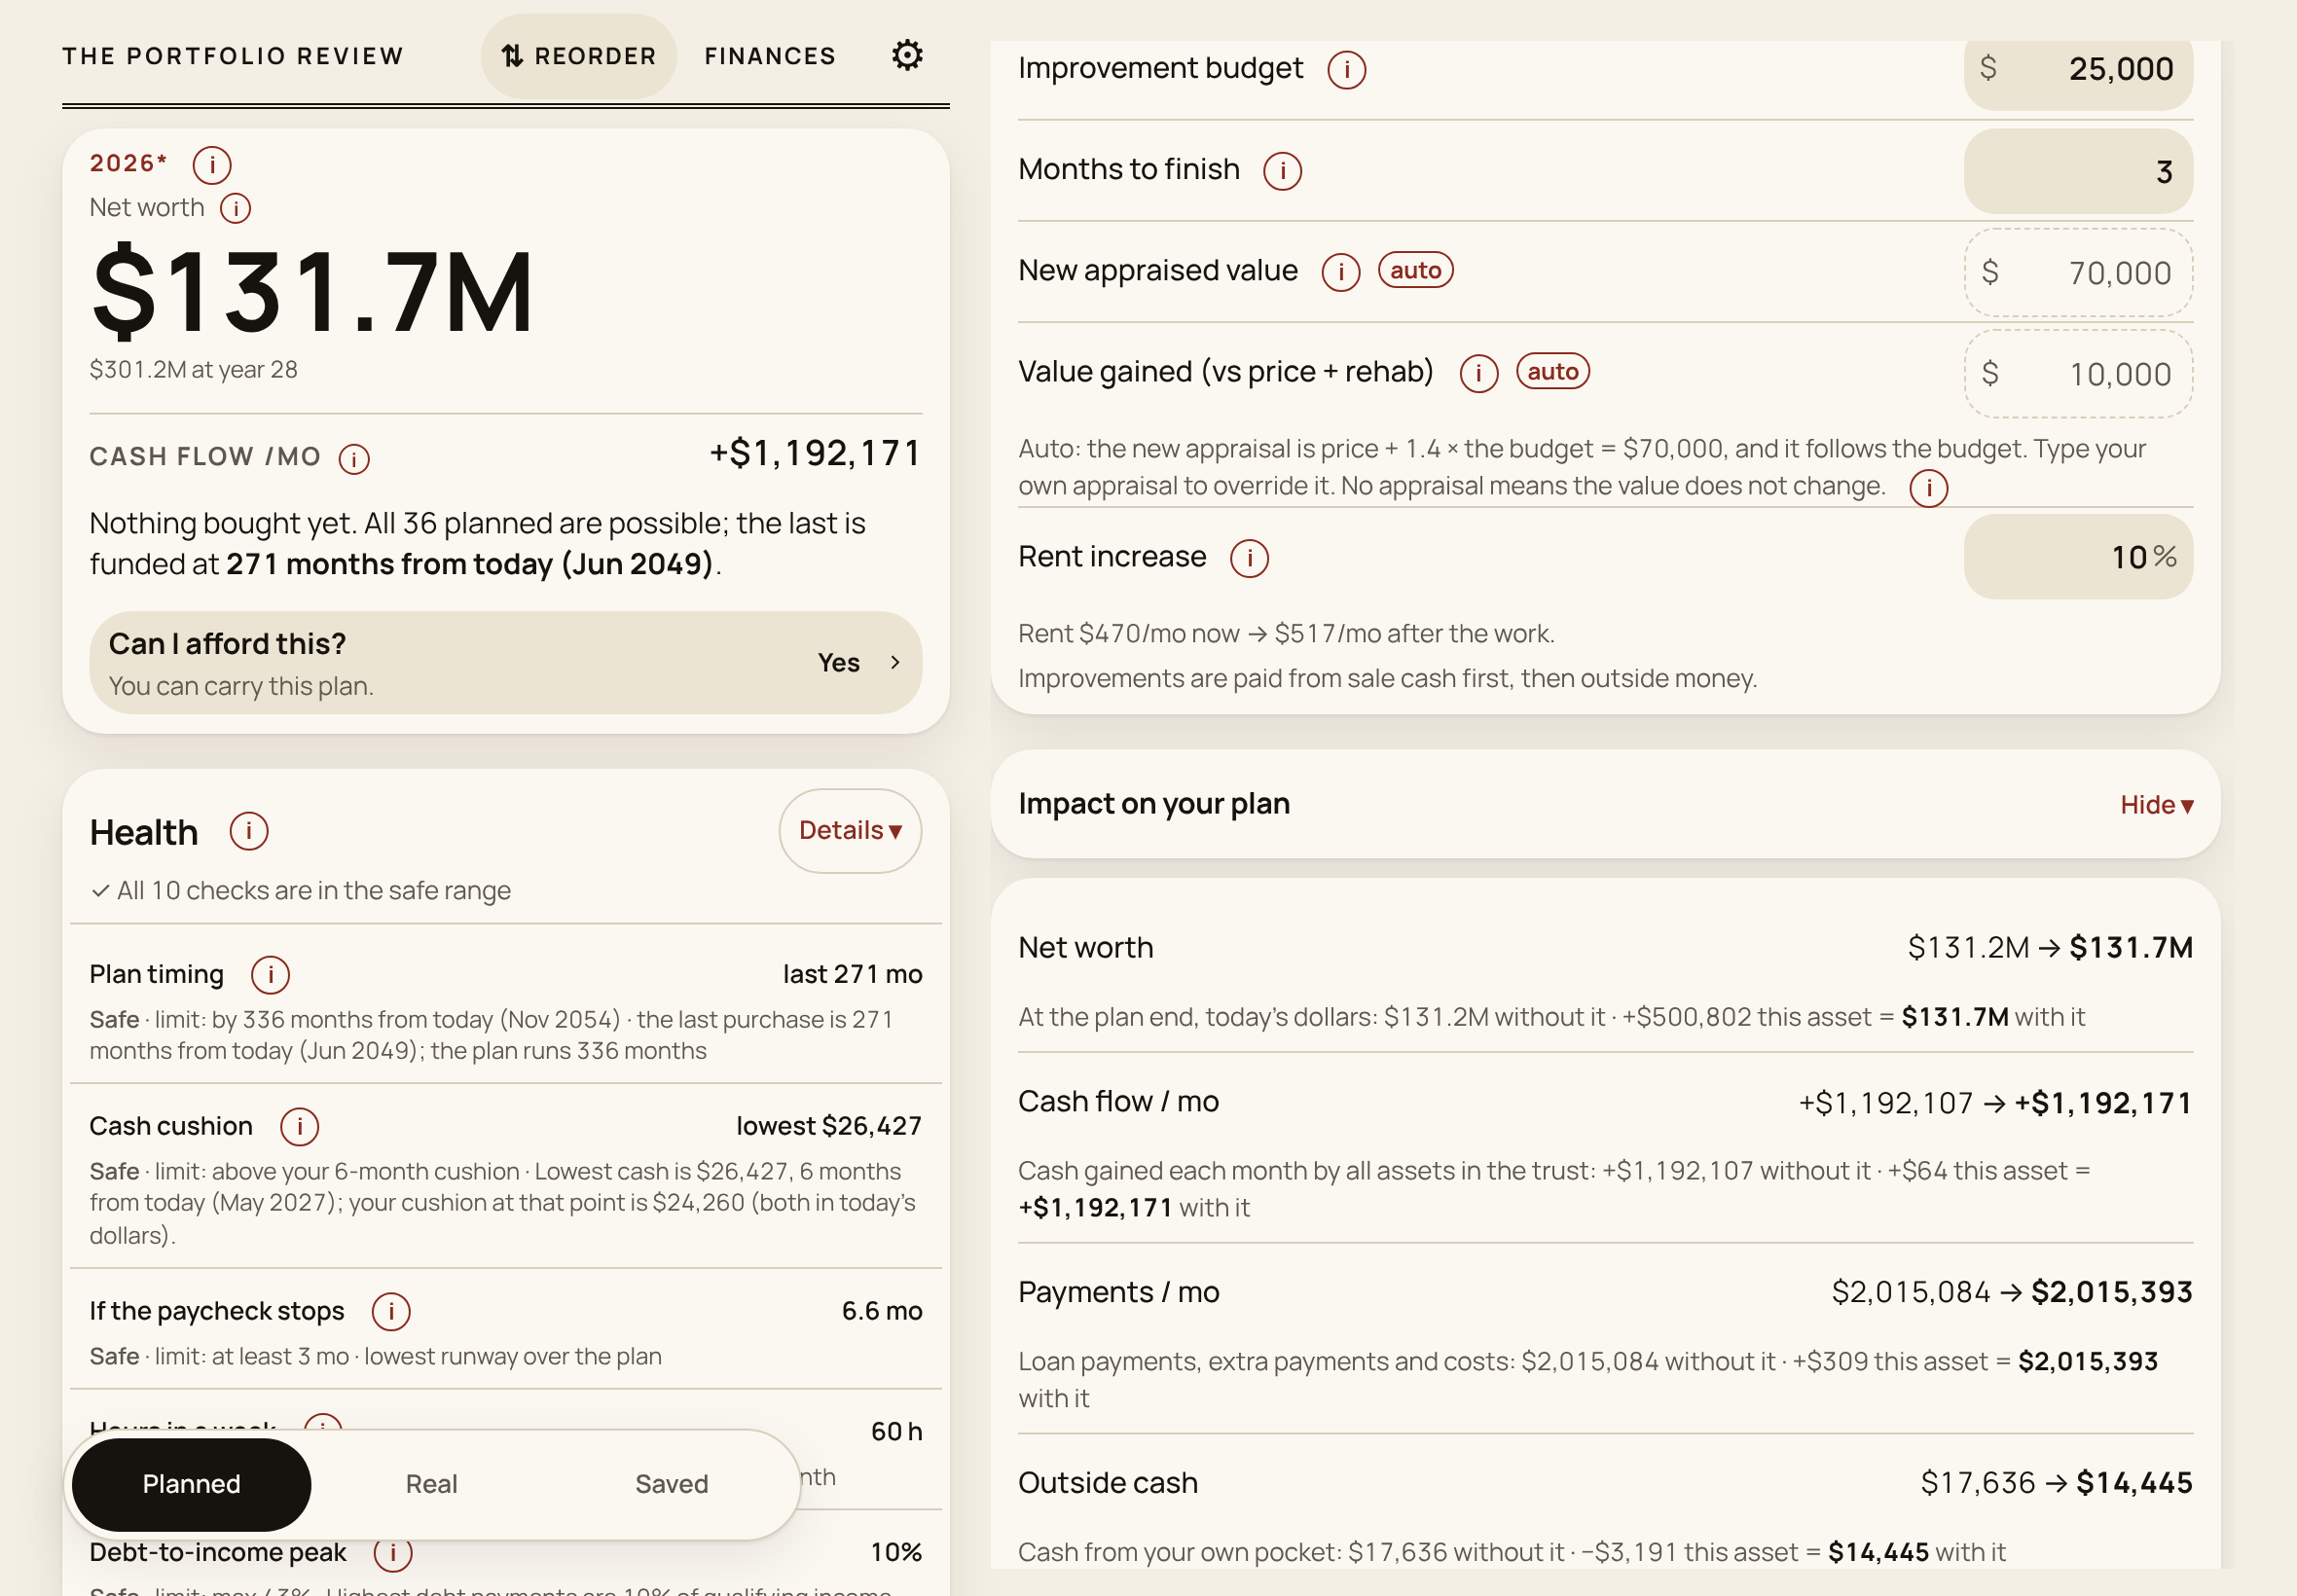 THE PORTFOLIO REVIEW
⇅ REORDER
FINANCES
2026*
Net worth
$131.7M
$301.2M at year 28
CASH FLOW /MO
+$1,192,171
Nothing bought yet. All 36 planned are possible; the last is
funded at 271 months from today (Jun 2049).
Can I afford this?
You can carry this plan.
Yes
Health
Details ▾
✓ All 10 checks are in the safe range
Plan timing
last 271 mo
Safe · limit: by 336 months from today (Nov 2054) · the last purchase is 271
months from today (Jun 2049); the plan runs 336 months
Cash cushion
lowest $26,427
Safe · limit: above your 6-month cushion · Lowest cash is $26,427, 6 months
from today (May 2027); your cushion at that point is $24,260 (both in today's
dollars).
If the paycheck stops
6.6 mo
Safe · limit: at least 3 mo · lowest runway over the plan
Hours in a week
60 h
nth
Planned
Real
Saved
Debt-to-income peak
10%
Safe · limit: max 43% · Highest debt payments are 10% of qualifying income
Improvement budget
$ 25,000
Months to finish
3
New appraised value
auto
$ 70,000
Value gained (vs price + rehab)
auto
$ 10,000
Auto: the new appraisal is price + 1.4 × the budget = $70,000, and it follows the budget. Type your
own appraisal to override it. No appraisal means the value does not change.
Rent increase
10%
Rent $470/mo now → $517/mo after the work.
Improvements are paid from sale cash first, then outside money.
Impact on your plan
Hide ▾
Net worth
$131.2M → $131.7M
At the plan end, today's dollars: $131.2M without it · +$500,802 this asset = $131.7M with it
Cash flow / mo
+$1,192,107 → +$1,192,171
Cash gained each month by all assets in the trust: +$1,192,107 without it · +$64 this asset =
+$1,192,171 with it
Payments / mo
$2,015,084 → $2,015,393
Loan payments, extra payments and costs: $2,015,084 without it · +$309 this asset = $2,015,393
with it
Outside cash
$17,636 → $14,445
Cash from your own pocket: $17,636 without it · −$3,191 this asset = $14,445 with it